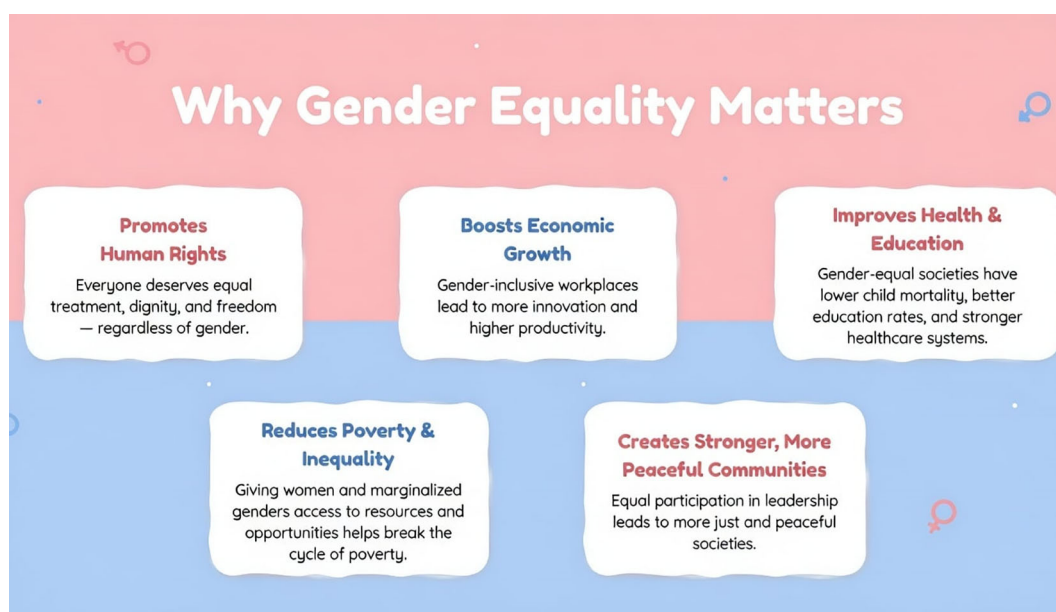 Why Gender Equality Matters
Promotes
Human Rights
Everyone deserves equal
treatment, dignity, and freedom
— regardless of gender.
Boosts Economic
Growth
Gender-inclusive workplaces
lead to more innovation and
higher productivity.
Improves Health &
Education
Gender-equal societies have
lower child mortality, better
education rates, and stronger
healthcare systems.
Reduces Poverty &
Inequality
Giving women and marginalized
genders access to resources and
opportunities helps break the
cycle of poverty.
Creates Stronger, More
Peaceful Communities
Equal participation in leadership
leads to more just and peaceful
societies.